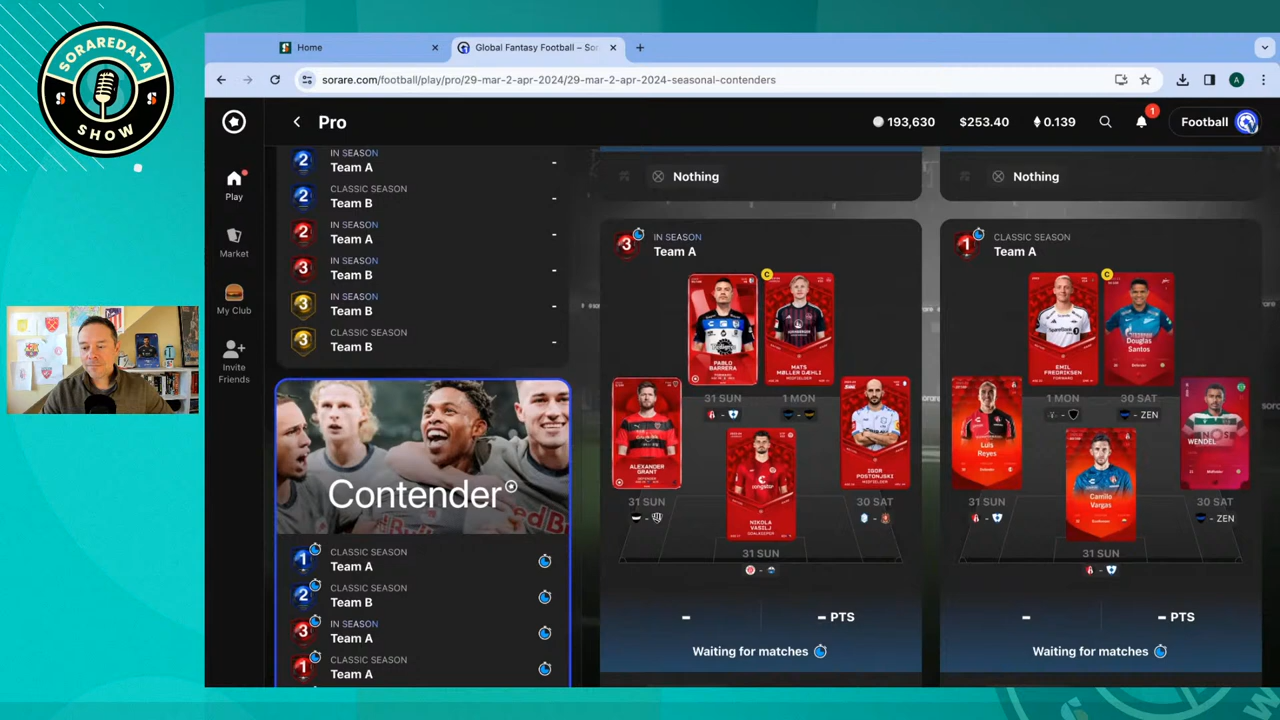 SORAREDATA
SHOW
Home
Global Fantasy Football – Sor
sorare.com/football/play/pro/29-mar-2-apr-2024/29-mar-2-apr-2024-seasonal-contenders
A
Pro
193,630
$253.40
0.139
1
Football
Play
Market
My Club
Invite
Friends
2
IN SEASON
Team A
-
2
CLASSIC SEASON
Team B
-
2
IN SEASON
Team A
-
3
IN SEASON
Team B
-
3
IN SEASON
Team B
-
3
CLASSIC SEASON
Team B
-
Contender
1
CLASSIC SEASON
Team A
2
CLASSIC SEASON
Team B
3
IN SEASON
Team A
1
CLASSIC SEASON
Team A
Nothing
3
IN SEASON
Team A
C
PABLO
BARRERA
MATS
MØLLER DÆHLI
MIDFIELDER
31 SUN
1 MON
ALEXANDER
GRANT
NIKOLA
VASILJ
GOALKEEPER
IGOR
POSTONJSKI
MIDFIELDER
31 SUN
30 SAT
31 SUN
-
- PTS
Waiting for matches
Nothing
1
CLASSIC SEASON
Team A
C
EMIL
FREDRIKSEN
FORWARD
Douglas
Santos
31 SUN
1 MON
- ZEN
Luis
Reyes
Camilo
Vargas
WENDEL
31 SUN
30 SAT
- ZEN
31 SUN
-
- PTS
Waiting for matches